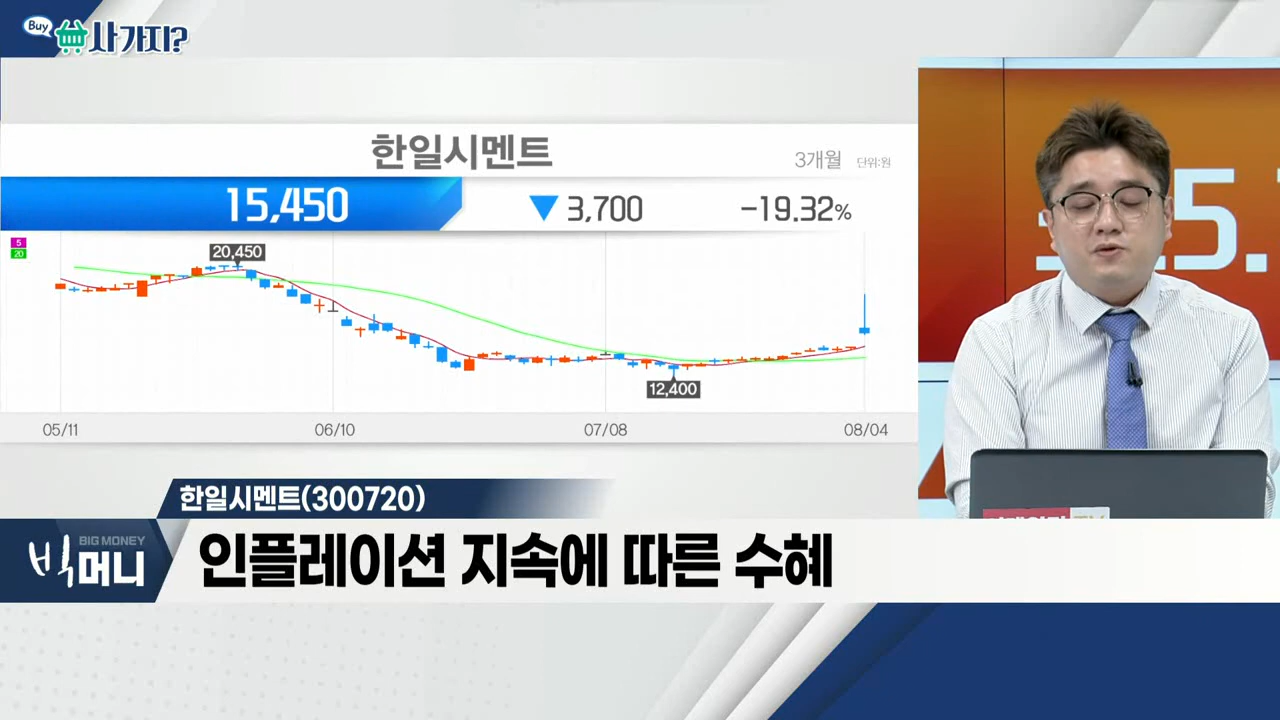 Buy
사가지?
한일시멘트
3개월 단위:원
15,450 ▼ 3,700 -19.32%
5
20
20,450
12,400
05/11 06/10 07/08 08/04
한일시멘트(300720)
BIG MONEY
빅머니
인플레이션 지속에 따른 수혜